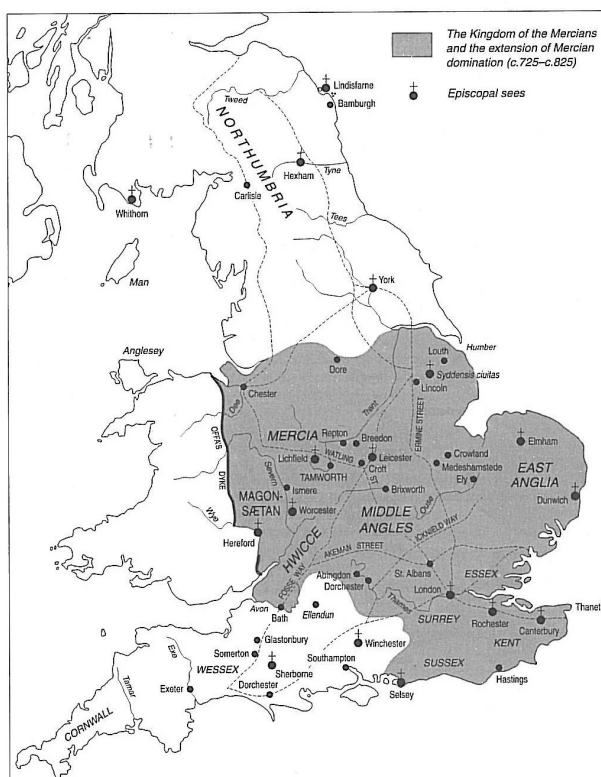 The Kingdom of the Mercians
and the extension of Mercian
domination (c.725–c.825)
Episcopal sees
Lindisfarne
Bamburgh
Tweed
NORTHUMBRIA
Hexham
Tyne
Carlisle
Whithorn
Tees
Man
York
Anglesey
Humber
Louth
Dore
Syddensis ciuitas
Lincoln
Chester
Dee
Trent
ERMINE STREET
OFFA'S
DYKE
MERCIA
Repton
Breedon
Elmham
WATLING
ST.
Lichfield
Leicester
Crowland
TAMWORTH
Croft
Medeshamstede
EAST
ANGLIA
Severn
Ely
MAGON-
SÆTAN
Ismere
Brixworth
Dunwich
Worcester
MIDDLE
ANGLES
Ouse
Wye
ICKNIELD WAY
Hereford
HWICCE
AKEMAN STREET
FOSSE WAY
St. Albans
ESSEX
Abingdon
Dorchester
London
Thames
Thanet
Avon
Bath
Ellendun
SURREY
Rochester
Canterbury
KENT
Glastonbury
Winchester
Somerton
WESSEX
Sherborne
Southampton
SUSSEX
Exe
Hastings
Exeter
Dorchester
Selsey
Tamar
CORNWALL